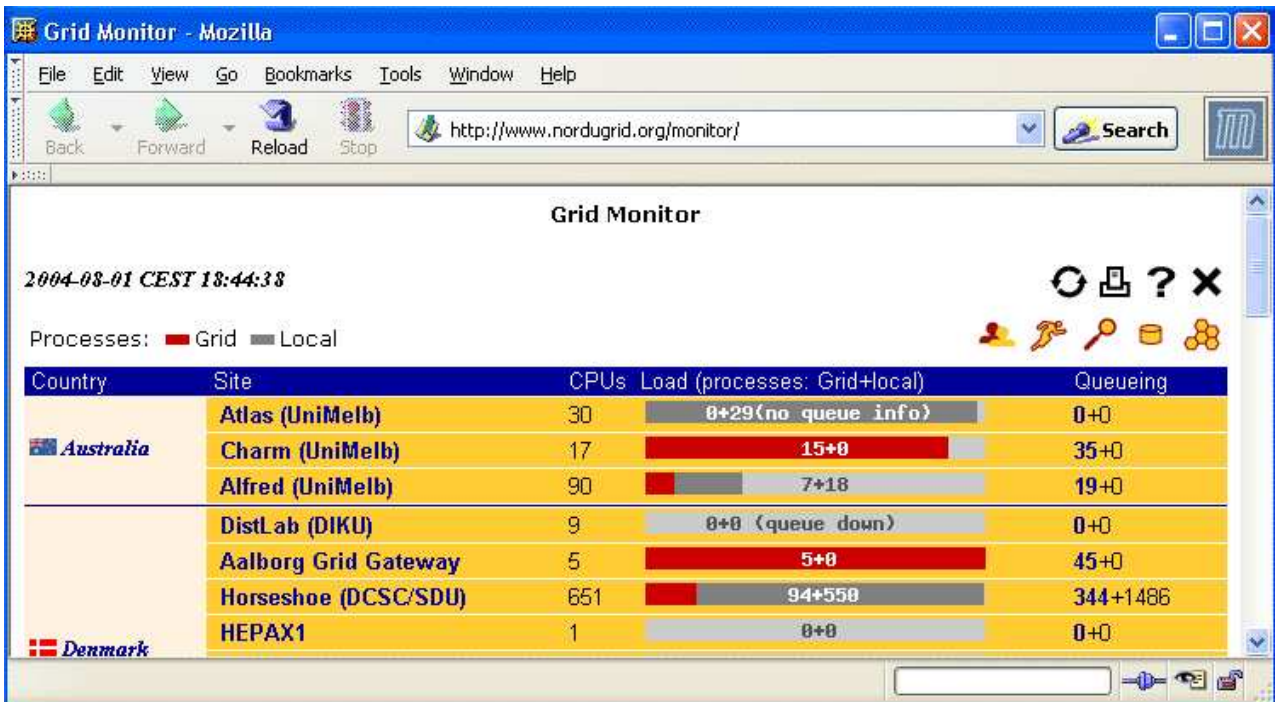 Grid Monitor - Mozilla
File Edit View Go Bookmarks Tools Window Help
Back Forward Reload Stop http://www.nordugrid.org/monitor/ Search
Grid Monitor
2004-08-01 CEST 18:44:38
Processes: Grid Local
Country Site CPUs Load (processes: Grid+local) Queueing
Atlas (UniMelb) 30 0+29(no queue info) 0+0
Australia Charm (UniMelb) 17 15+0 35+0
Alfred (UniMelb) 90 7+18 19+0
DistLab (DIKU) 9 0+0 (queue down) 0+0
Aalborg Grid Gateway 5 5+0 45+0
Horseshoe (DCSC/SDU) 651 94+550 344+1486
HEPAX1 1 0+0 0+0
Denmark